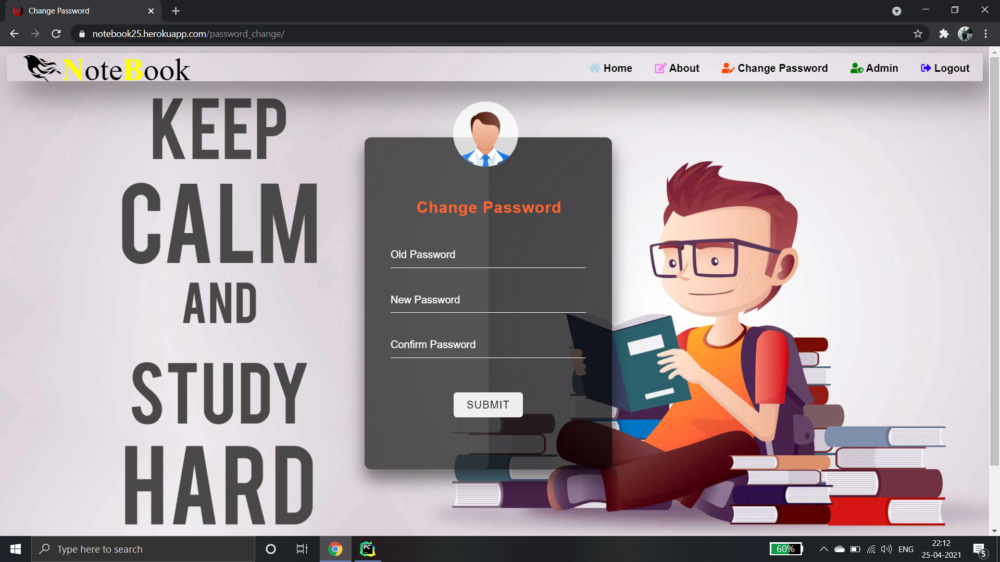 Change Password
notebook25.herokuapp.com/password_change/
NoteBook
Home About Change Password Admin Logout
KEEP
CALM
AND
STUDY
HARD
Change Password
Old Password
New Password
Confirm Password
SUBMIT
Type here to search
PC
60%
ENG
22:12
25-04-2021
5